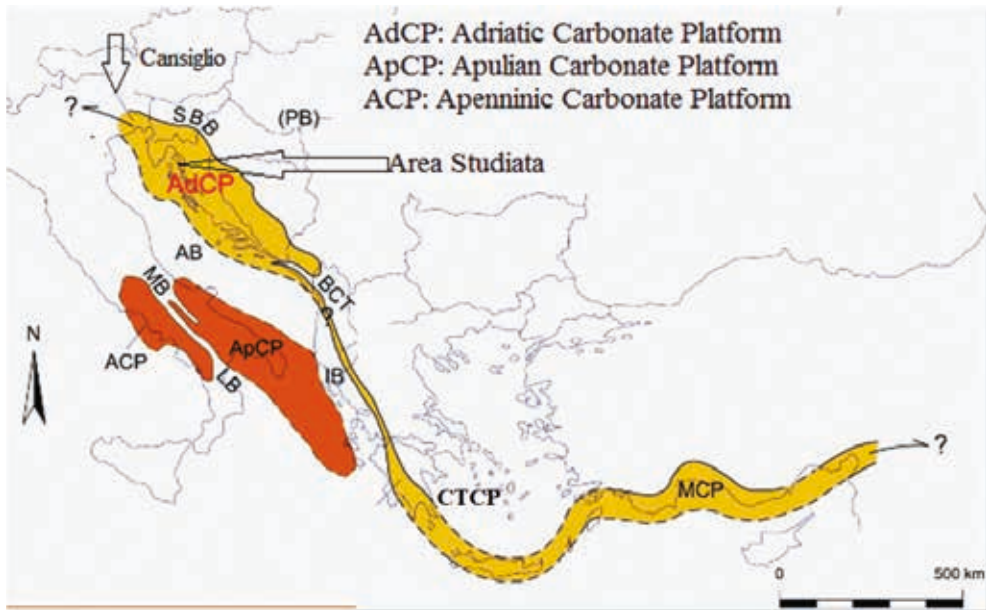 AdCP: Adriatic Carbonate Platform
ApCP: Apulian Carbonate Platform
ACP: Apenninic Carbonate Platform
Cansiglio
?
SBB
(PB)
Area Studiata
AdCP
AB
BCT
MB
ApCP
ACP
LB
IB
N
?
MCP
CTCP
0 500 km